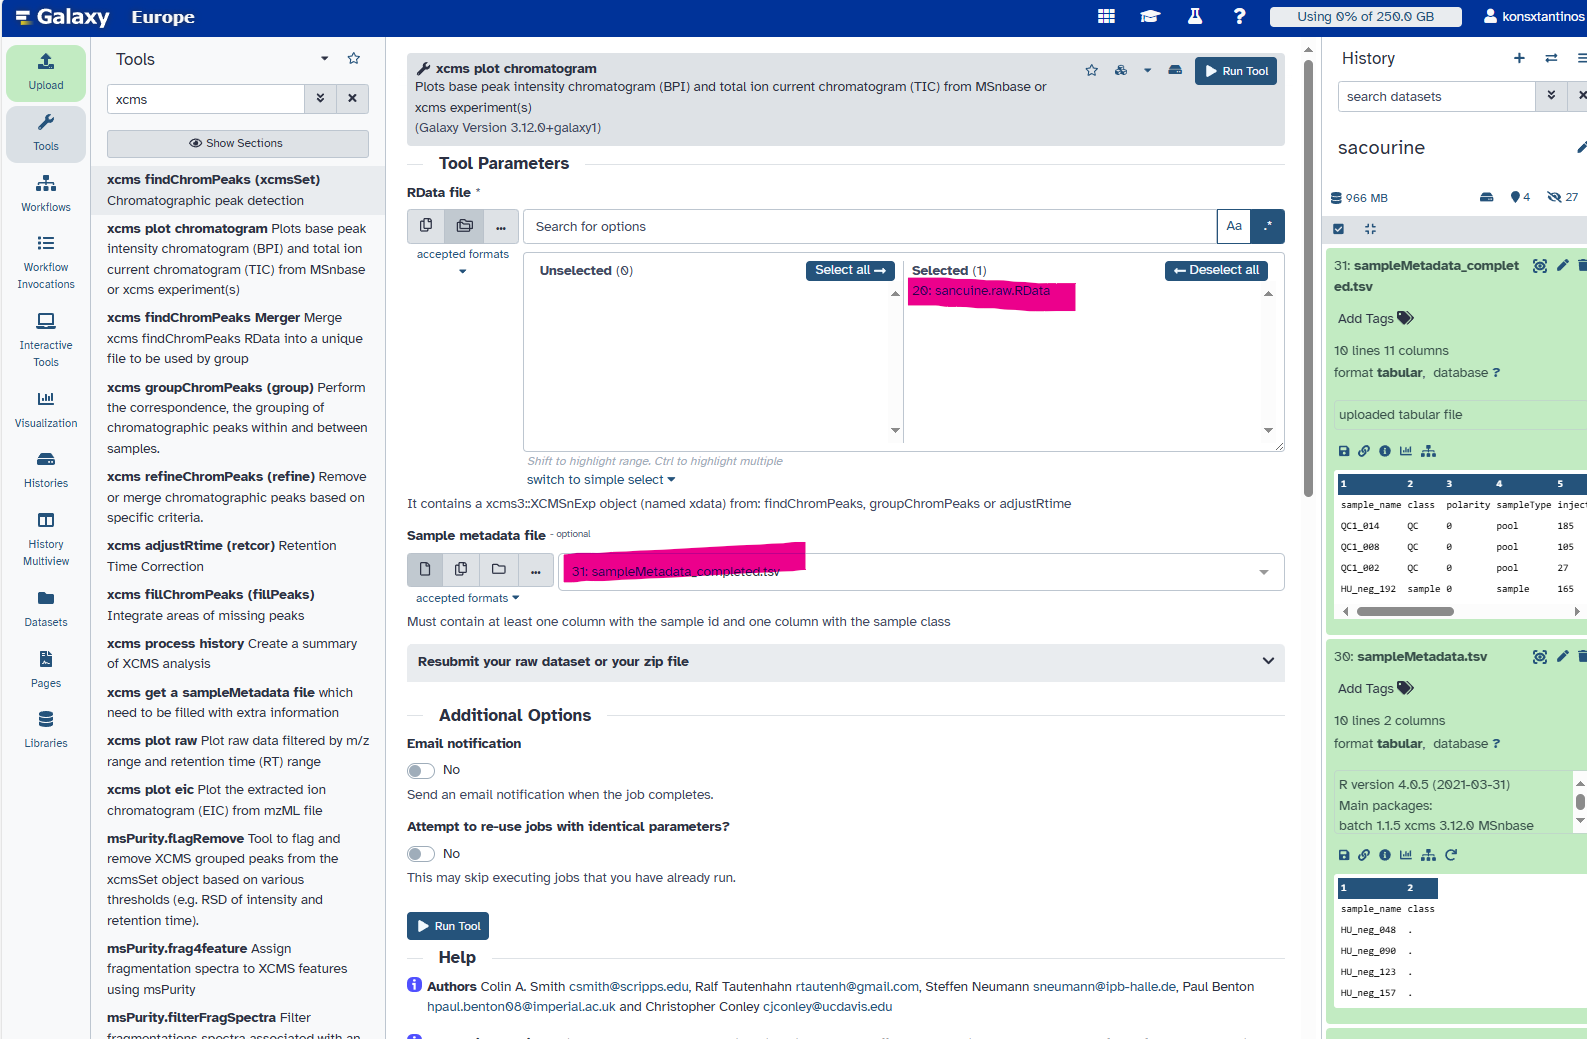 Galaxy Europe
Using 0% of 250.0 GB
konsxtantinos
Upload
Tools
Workflows
Workflow
Invocations
Interactive
Tools
Visualization
Histories
History
Multiview
Datasets
Pages
Libraries
Tools
xcms
Show Sections
xcms findChromPeaks (xcmsSet)
Chromatographic peak detection
xcms plot chromatogram Plots base peak
intensity chromatogram (BPI) and total ion
current chromatogram (TIC) from MSnbase
or xcms experiment(s)
xcms findChromPeaks Merger Merge
xcms findChromPeaks RData into a unique
file to be used by group
xcms groupChromPeaks (group) Perform
the correspondence, the grouping of
chromatographic peaks within and between
samples.
xcms refineChromPeaks (refine) Remove
or merge chromatographic peaks based on
specific criteria.
xcms adjustRtime (retcor) Retention
Time Correction
xcms fillChromPeaks (fillPeaks)
Integrate areas of missing peaks
xcms process history Create a summary
of XCMS analysis
xcms get a sampleMetadata file which
need to be filled with extra information
xcms plot raw Plot raw data filtered by m/z
range and retention time (RT) range
xcms plot eic Plot the extracted ion
chromatogram (EIC) from mzML file
msPurity.flagRemove Tool to flag and
remove XCMS grouped peaks from the
xcmsSet object based on various
thresholds (e.g. RSD of intensity and
retention time).
msPurity.frag4feature Assign
fragmentation spectra to XCMS features
using msPurity
msPurity.filterFragSpectra Filter
fragmentations spectra associated with an
xcms plot chromatogram
Run Tool
Plots base peak intensity chromatogram (BPI) and total ion current chromatogram (TIC) from MSnbase or
xcms experiment(s)
(Galaxy Version 3.12.0+galaxy1)
Tool Parameters
RData file *
Search for options
Aa
.*
accepted formats
Unselected (0)
Select all →
Selected (1)
← Deselect all
20: sancuine.raw.RData
Shift to highlight range. Ctrl to highlight multiple
switch to simple select
It contains a xcms3::XCMSnExp object (named xdata) from: findChromPeaks, groupChromPeaks or adjustRtime
Sample metadata file - optional
31: sampleMetadata_completed.tsv
accepted formats
Must contain at least one column with the sample id and one column with the sample class
Resubmit your raw dataset or your zip file
Additional Options
Email notification
No
Send an email notification when the job completes.
Attempt to re-use jobs with identical parameters?
No
This may skip executing jobs that you have already run.
Run Tool
Help
Authors Colin A. Smith csmith@scripps.edu, Ralf Tautenhahn rtautenh@gmail.com, Steffen Neumann sneumann@ipb-halle.de, Paul Benton
hpaul.benton08@imperial.ac.uk and Christopher Conley cjconley@ucdavis.edu
History
search datasets
sacourine
966 MB
4
27
31: sampleMetadata_complet
ed.tsv
Add Tags
10 lines 11 columns
format tabular, database ?
uploaded tabular file
1 2 3 4 5
sample_name class polarity sampleType inject
QC1_014 QC 0 pool 185
QC1_008 QC 0 pool 105
QC1_002 QC 0 pool 27
HU_neg_192 sample 0 sample 165
30: sampleMetadata.tsv
Add Tags
10 lines 2 columns
format tabular, database ?
R version 4.0.5 (2021-03-31)
Main packages:
batch 1.1.5 xcms 3.12.0 MSnbase
1 2
sample_name class
HU_neg_048 .
HU_neg_090 .
HU_neg_123 .
HU_neg_157 .